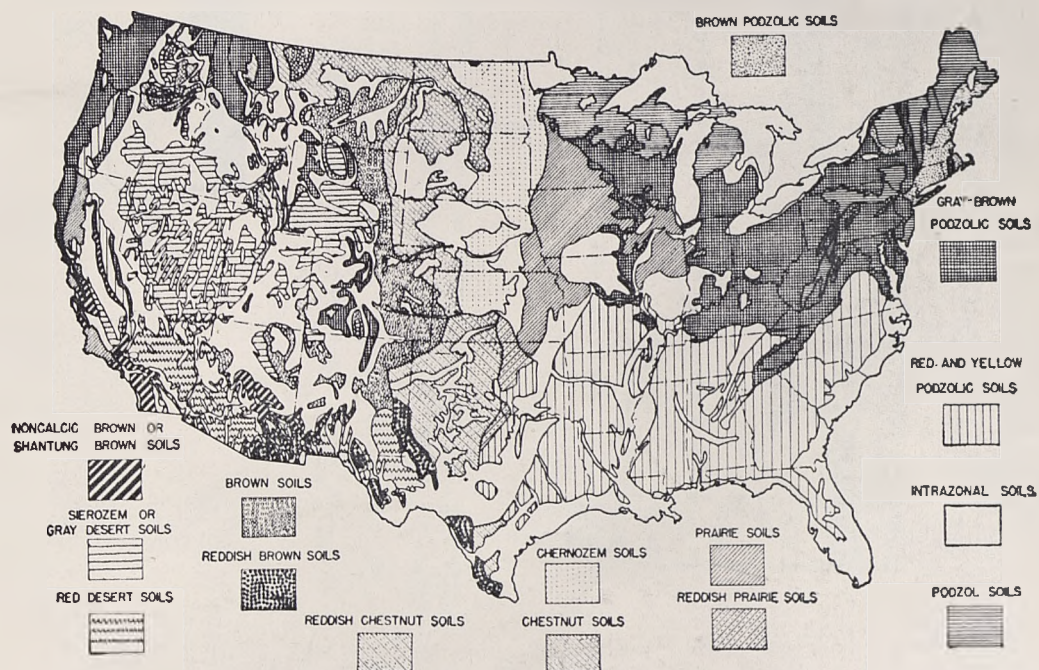 BROWN PODZOLIC SOILS
GRAY-BROWN
PODZOLIC SOILS
RED AND YELLOW
PODZOLIC SOILS
NONCALCIC BROWN OR
SHANTUNG BROWN SOILS
BROWN SOILS
INTRAZONAL SOILS
SIEROZEM OR
GRAY DESERT SOILS
REDDISH BROWN SOILS
CHERNOZEM SOILS
PRAIRIE SOILS
RED DESERT SOILS
REDDISH CHESTNUT SOILS
CHESTNUT SOILS
REDDISH PRAIRIE SOILS
PODZOL SOILS